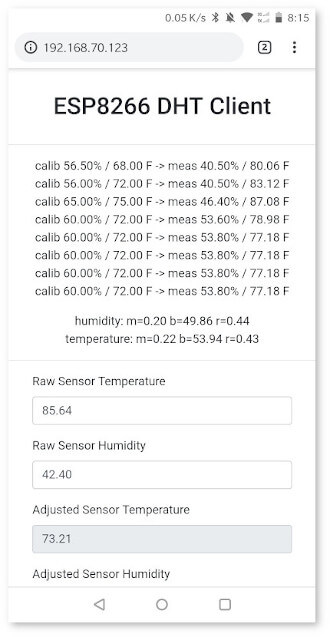 0.05 K/s 8:15
192.168.70.123 2
ESP8266 DHT Client
calib 56.50% / 68.00 F -> meas 40.50% / 80.06 F
calib 56.00% / 72.00 F -> meas 40.50% / 83.12 F
calib 65.00% / 75.00 F -> meas 46.40% / 87.08 F
calib 60.00% / 72.00 F -> meas 53.60% / 78.98 F
calib 60.00% / 72.00 F -> meas 53.80% / 77.18 F
calib 60.00% / 72.00 F -> meas 53.80% / 77.18 F
calib 60.00% / 72.00 F -> meas 53.80% / 77.18 F
calib 60.00% / 72.00 F -> meas 53.80% / 77.18 F
humidity: m=0.20 b=49.86 r=0.44
temperature: m=0.22 b=53.94 r=0.43
Raw Sensor Temperature
85.64
Raw Sensor Humidity
42.40
Adjusted Sensor Temperature
73.21
Adjusted Sensor Humidity